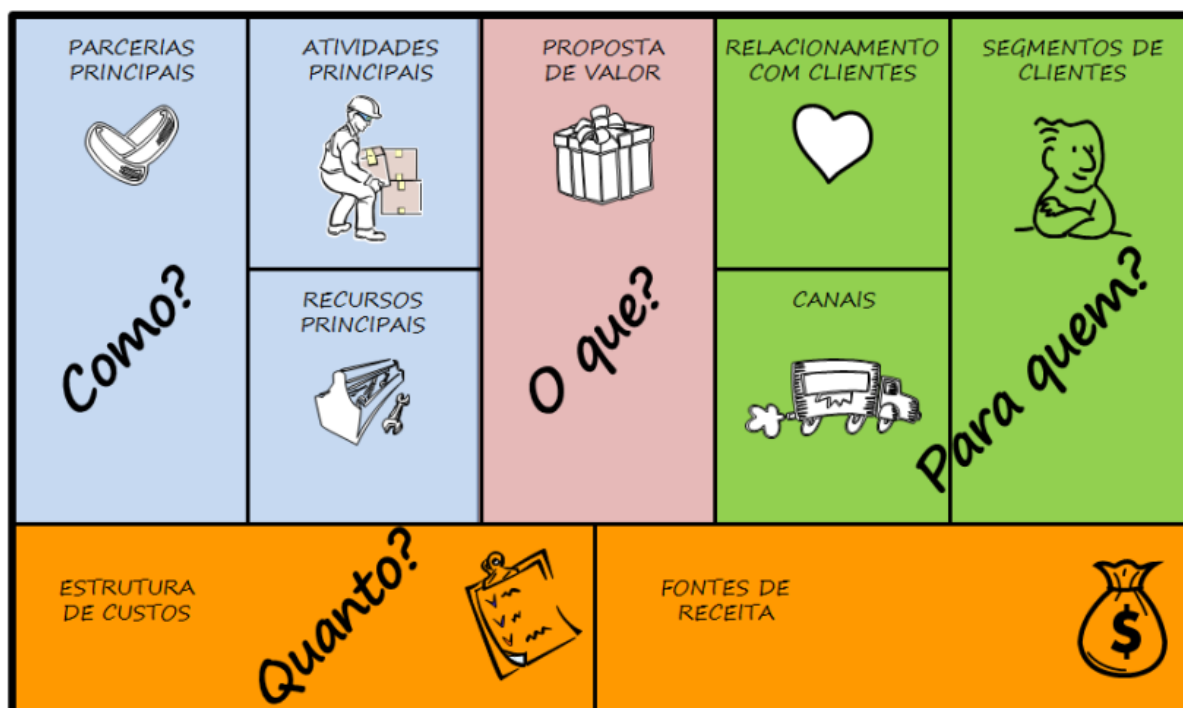 PARCERIAS
PRINCIPAIS
ATIVIDADES
PRINCIPAIS
PROPOSTA
DE VALOR
RELACIONAMENTO
COM CLIENTES
SEGMENTOS DE
CLIENTES
Como?
RECURSOS
PRINCIPAIS
O que?
CANAIS
Para quem?
ESTRUTURA
DE CUSTOS
Quanto?
FONTES DE
RECEITA
$